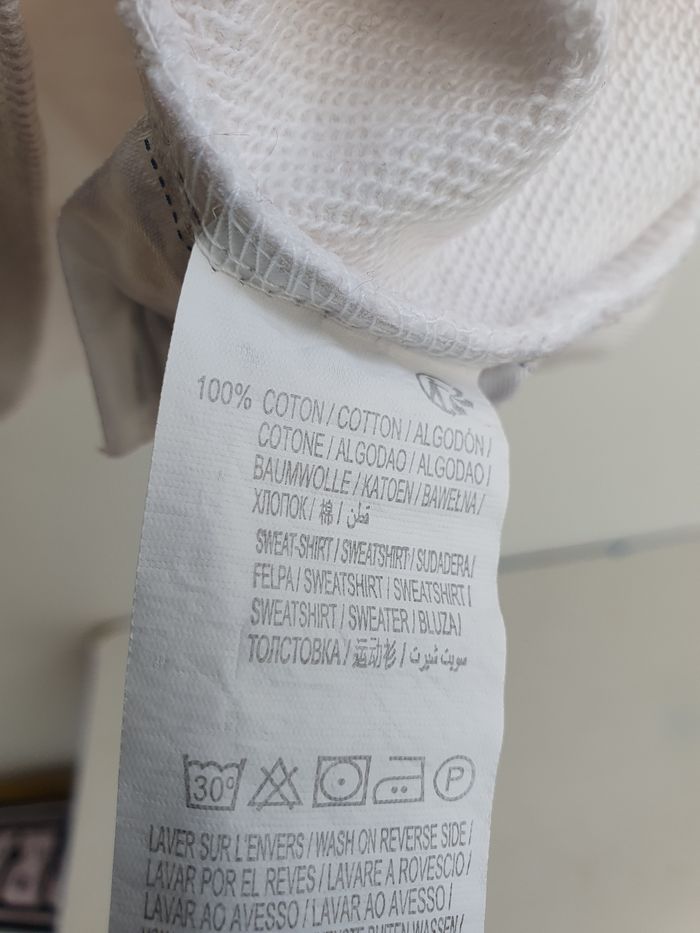 100% COTON / COTTON / ALGODÓN /
COTONE / ALGODAO / ALGODAO /
BAUMWOLLE / KATOEN / BAWEŁNA /
ХЛОПОК / 棉 / قطن
SWEAT-SHIRT / SWEATSHIRT / SUDADERA /
FELPA / SWEATSHIRT / SWEATSHIRT /
SWEATSHIRT / SWEATER / BLUZA /
ТОЛСТОВКА / 运动衫 / سويت شيرت
30° P
LAVER SUR L'ENVERS / WASH ON REVERSE SIDE /
LAVAR POR EL REVES / LAVARE A ROVESCIO /
LAVAR AO AVESSO / LAVAR AO AVESSO /
BUITEN WASSEN /